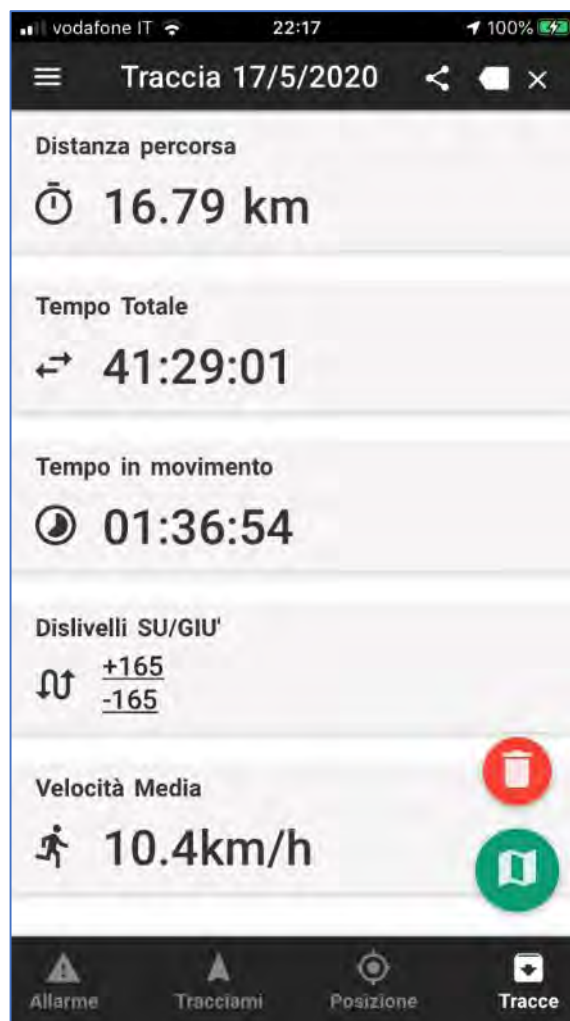 vodafone IT 22:17 100%
Traccia 17/5/2020
Distanza percorsa
16.79 km
Tempo Totale
41:29:01
Tempo in movimento
01:36:54
Dislivelli SU/GIU'
+165
-165
Velocità Media
10.4km/h
Allarme Tracciami Posizione Tracce